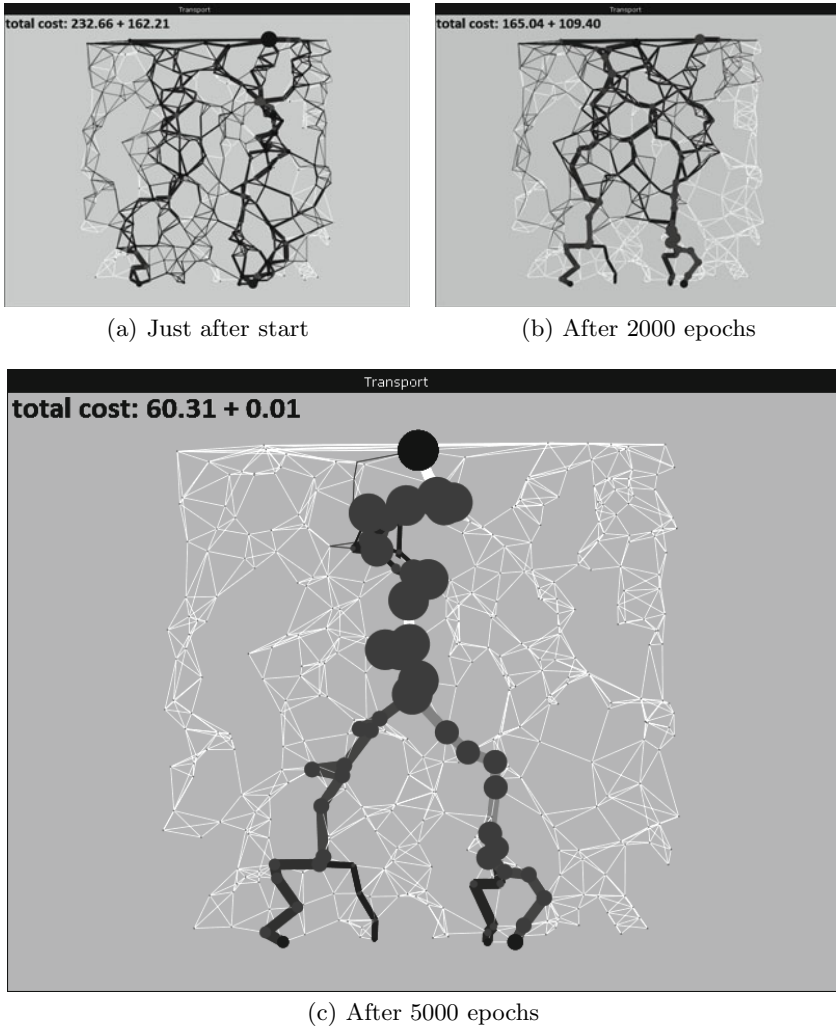 Transport
total cost: 232.66 + 162.21
(a) Just after start
Transport
total cost: 165.04 + 109.40
(b) After 2000 epochs
Transport
total cost: 60.31 + 0.01
(c) After 5000 epochs